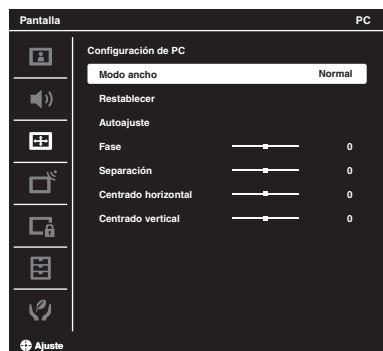 Pantalla PC
Configuración de PC
Modo ancho Normal
Restablecer
Autoajuste
Fase 0
Separación 0
Centrado horizontal 0
Centrado vertical 0
Ajuste